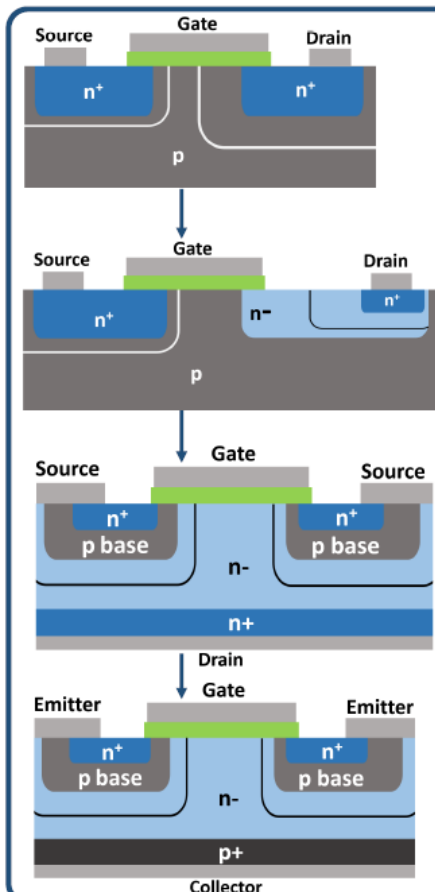 Source Gate Drain
n⁺ n⁺
p
Source Gate Drain
n⁺ n- n⁺
p
Source Gate Source
n⁺ n⁺
p base p base
n-
n+
Drain
Emitter Gate Emitter
n⁺ n⁺
p base p base
n-
p+
Collector